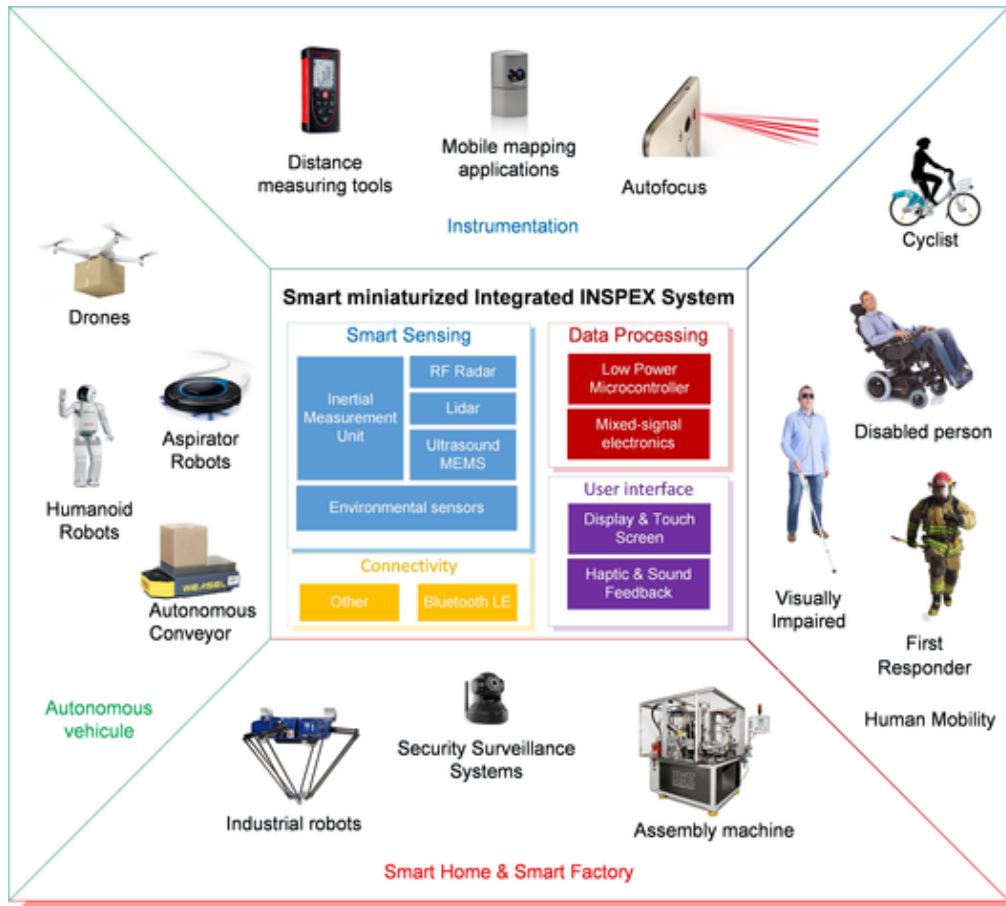 Distance
measuring tools
Mobile mapping
applications
Autofocus
Instrumentation
Cyclist
Drones
Smart miniaturized Integrated INSPEX System
Smart Sensing
Inertial
Measurement
Unit
RF Radar
Lidar
Ultrasound
MEMS
Environmental sensors
Data Processing
Low Power
Microcontroller
Mixed-signal
electronics
User interface
Display & Touch
Screen
Haptic & Sound
Feedback
Connectivity
Other
Bluetooth LE
Aspirator
Robots
Humanoid
Robots
WEASEL
Autonomous
Conveyor
Autonomous
vehicule
Disabled person
Visually
Impaired
First
Responder
Human Mobility
Industrial robots
Security Surveillance
Systems
Assembly machine
Smart Home & Smart Factory